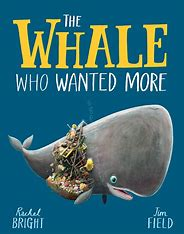 THE
WHALE
WHO WANTED MORE
Rachel Jim
BRIGHT FIELD